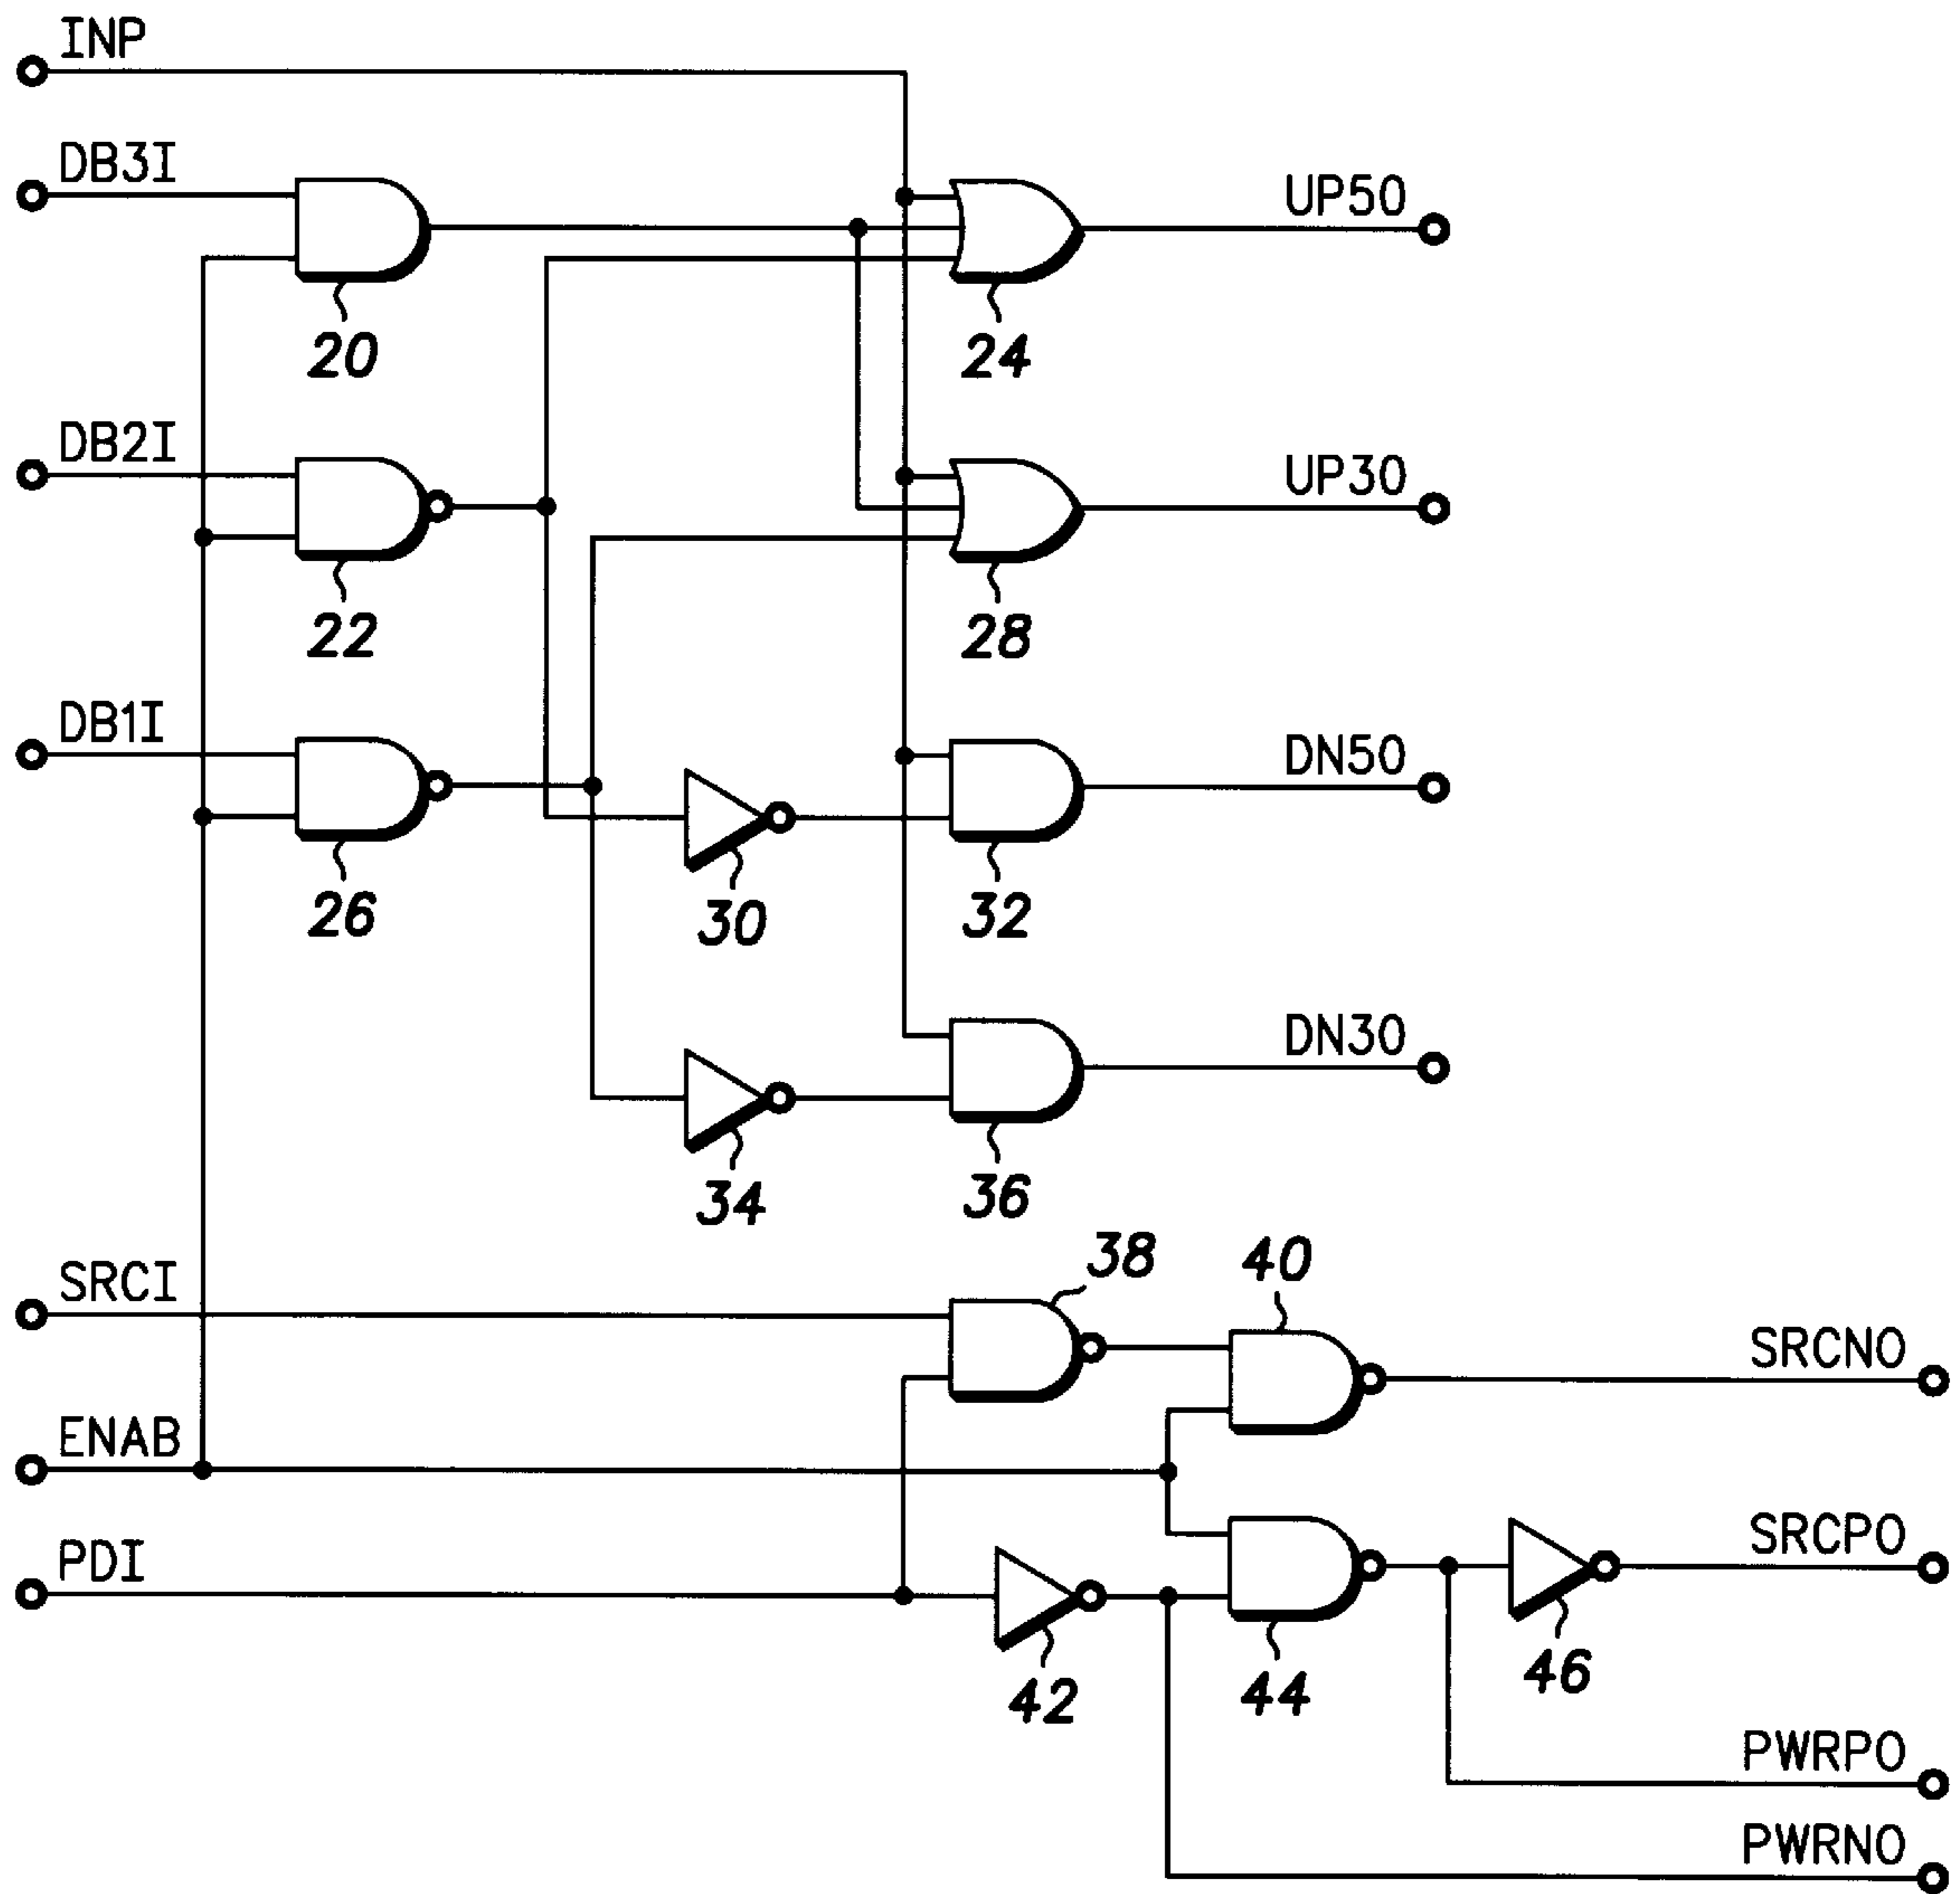 INP
DB3I
UP50
20
24
DB2I
UP30
22
28
DB1I
DN50
26
30
32
DN30
34
36
38
40
SRCI
SRCNO
ENAB
PDI
SRCPO
42
44
46
PWRPO
PWRNO